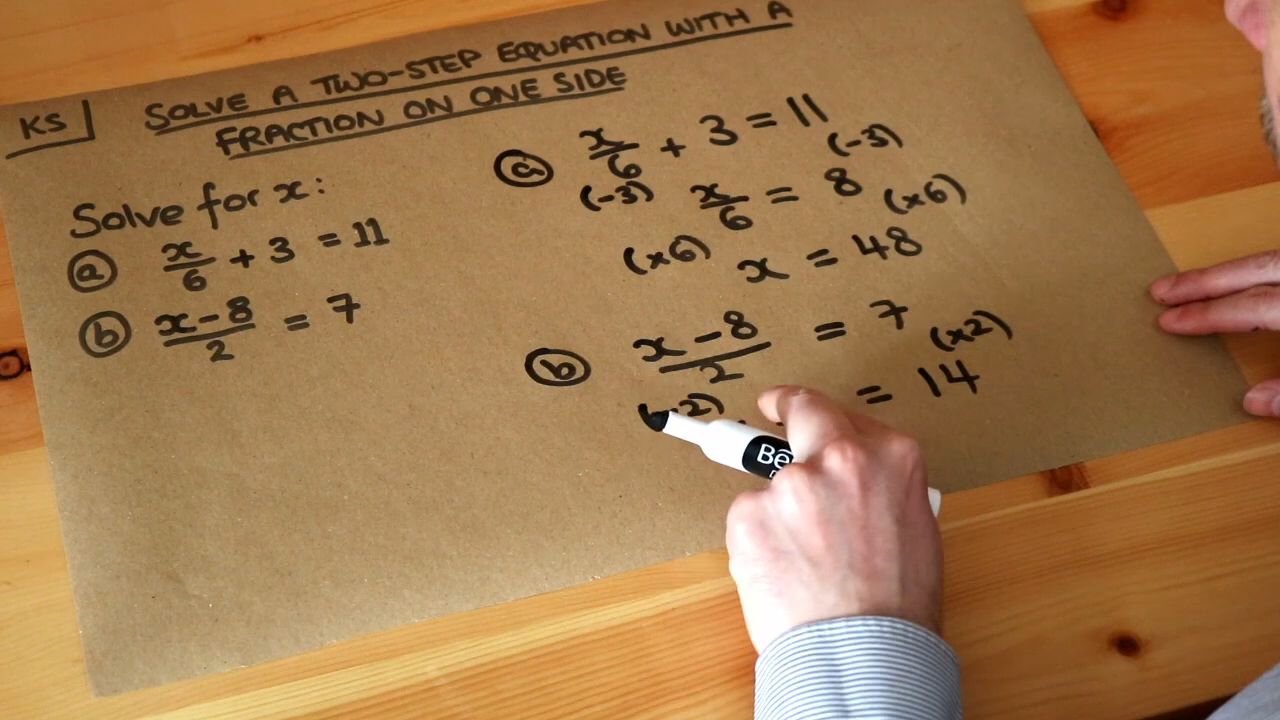 SOLVE A TWO-STEP EQUATION WITH A
FRACTION ON ONE SIDE
KS
Solve for x:
(a) x/6 + 3 = 11
(b) (x-8)/2 = 7
(a) x/6 + 3 = 11
(-3) (-3)
x/6 = 8
(×6) (×6)
x = 48
(b) (x-8)/2 = 7
(×2)
= 14